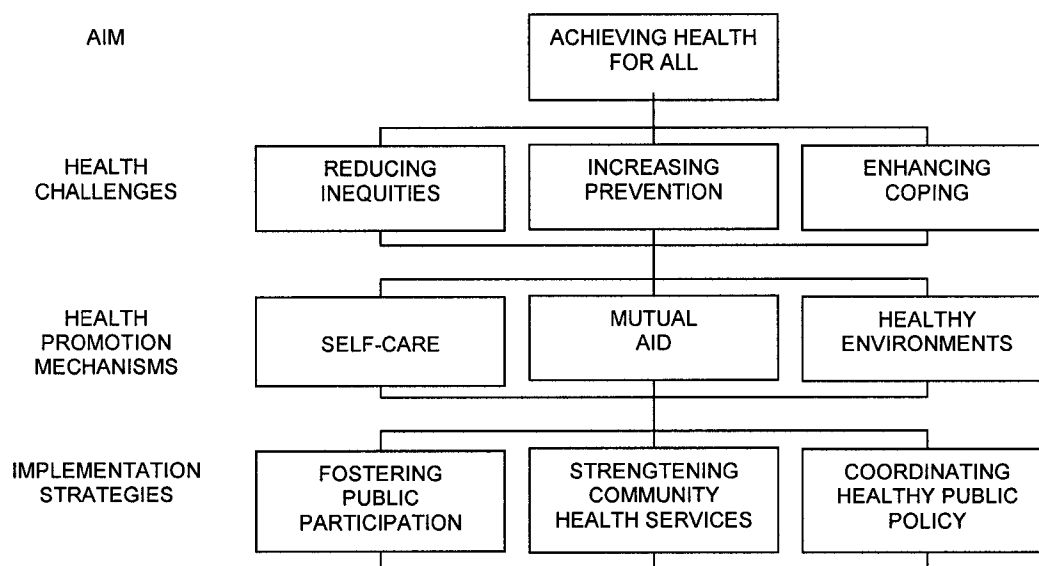 AIM
ACHIEVING HEALTH
FOR ALL
HEALTH
CHALLENGES
REDUCING
INEQUITIES
INCREASING
PREVENTION
ENHANCING
COPING
HEALTH
PROMOTION
MECHANISMS
SELF-CARE
MUTUAL
AID
HEALTHY
ENVIRONMENTS
IMPLEMENTATION
STRATEGIES
FOSTERING
PUBLIC
PARTICIPATION
STRENGTENING
COMMUNITY
HEALTH SERVICES
COORDINATING
HEALTHY PUBLIC
POLICY